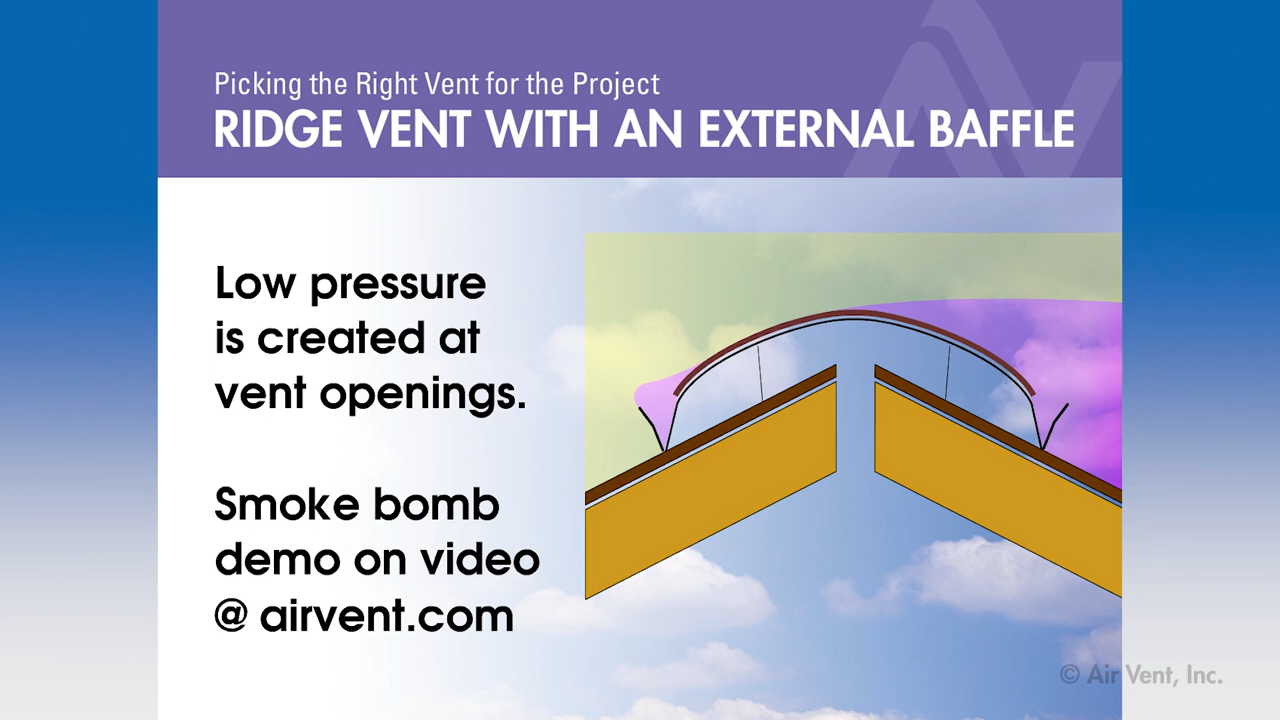 Picking the Right Vent for the Project
RIDGE VENT WITH AN EXTERNAL BAFFLE
Low pressure
is created at
vent openings.
Smoke bomb
demo on video
@ airvent.com
© Air Vent, Inc.